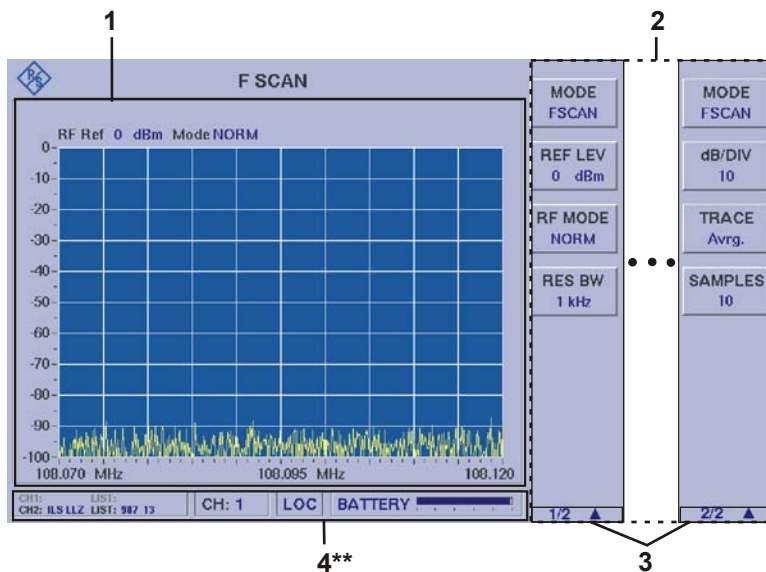 1
2
R S
F SCAN
RF Ref 0 dBm Mode NORM
0
-10
-20
-30
-40
-50
-60
-70
-80
-90
-100
108.070 MHz 108.095 MHz 108.120
MODE
FSCAN
REF LEV
0 dBm
RF MODE
NORM
RES BW
1 kHz
1/2 ▲
MODE
FSCAN
dB/DIV
10
TRACE
Avrg.
SAMPLES
10
2/2 ▲
CH1: LIST:
CH2: ILS LLZ LIST: 987 13
CH: 1
LOC
BATTERY
4**
3